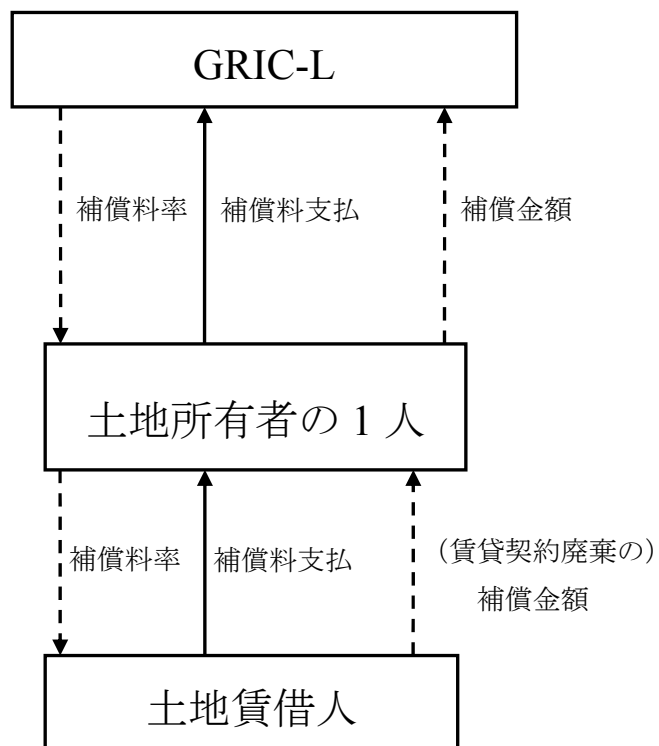 GRIC-L
補償料率
補償料支払
補償金額
土地所有者の 1 人
補償料率
補償料支払
(賃貸契約廃棄の)
補償金額
土地賃借人